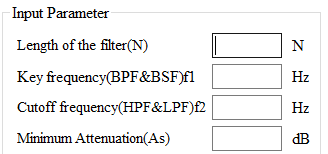 Input Parameter
Length of the filter(N) N
Key frequency(BPF&BSF)f1 Hz
Cutoff frequency(HPF&LPF)f2 Hz
Minimum Attenuation(As) dB